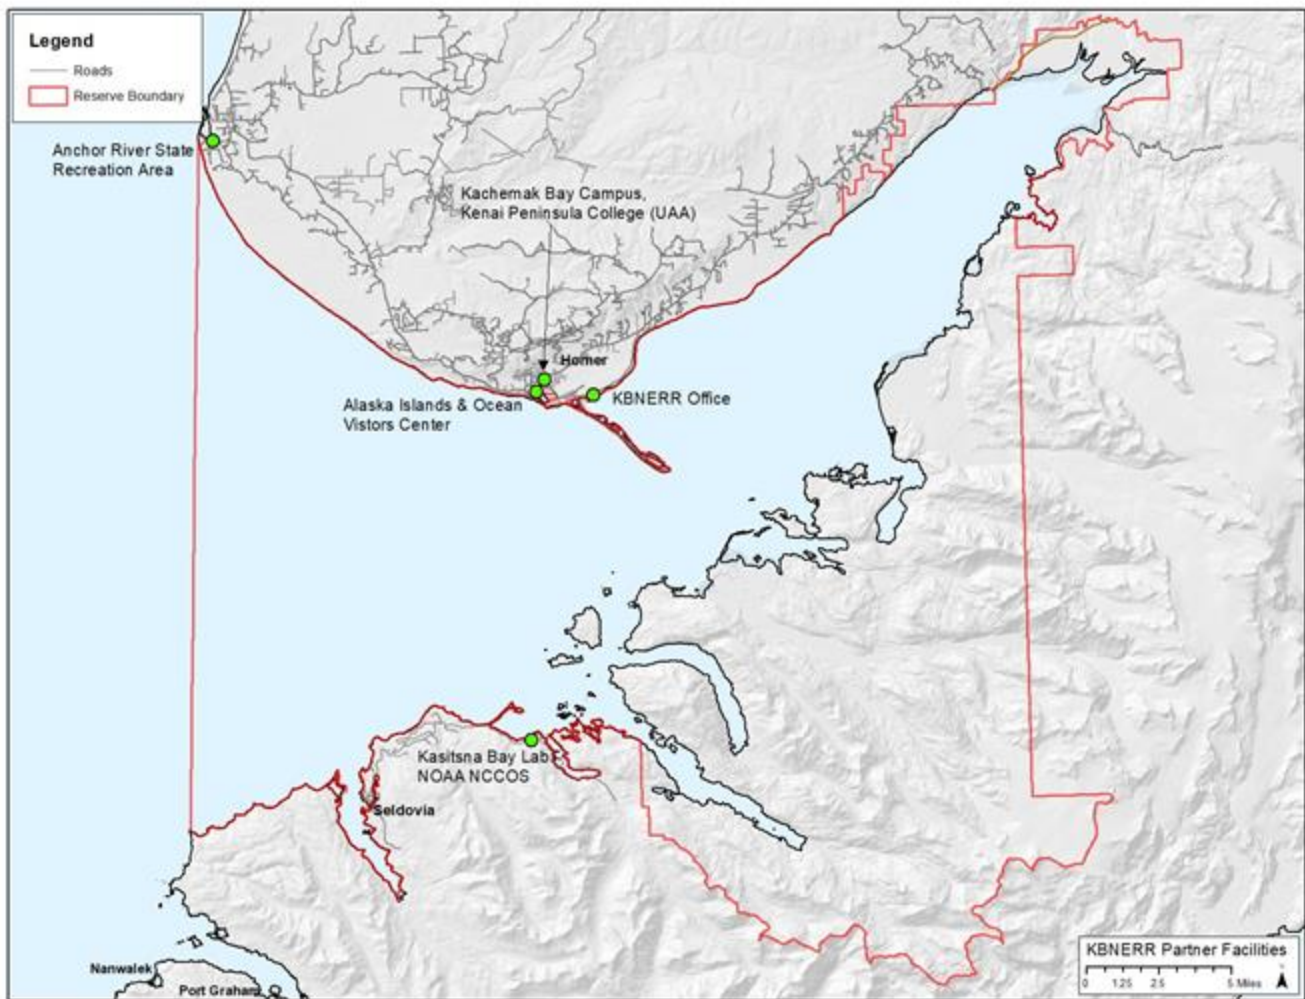 Legend
Roads
Reserve Boundary
Anchor River State
Recreation Area
Kachemak Bay Campus,
Kenai Peninsula College (UAA)
Homer
KBNERR Office
Alaska Islands & Ocean
Vistors Center
Kasitsna Bay Lab
NOAA NCCOS
Seldovia
Nanwalek
Port Graham
KBNERR Partner Facilities
0 1.25 2.5 5 Miles